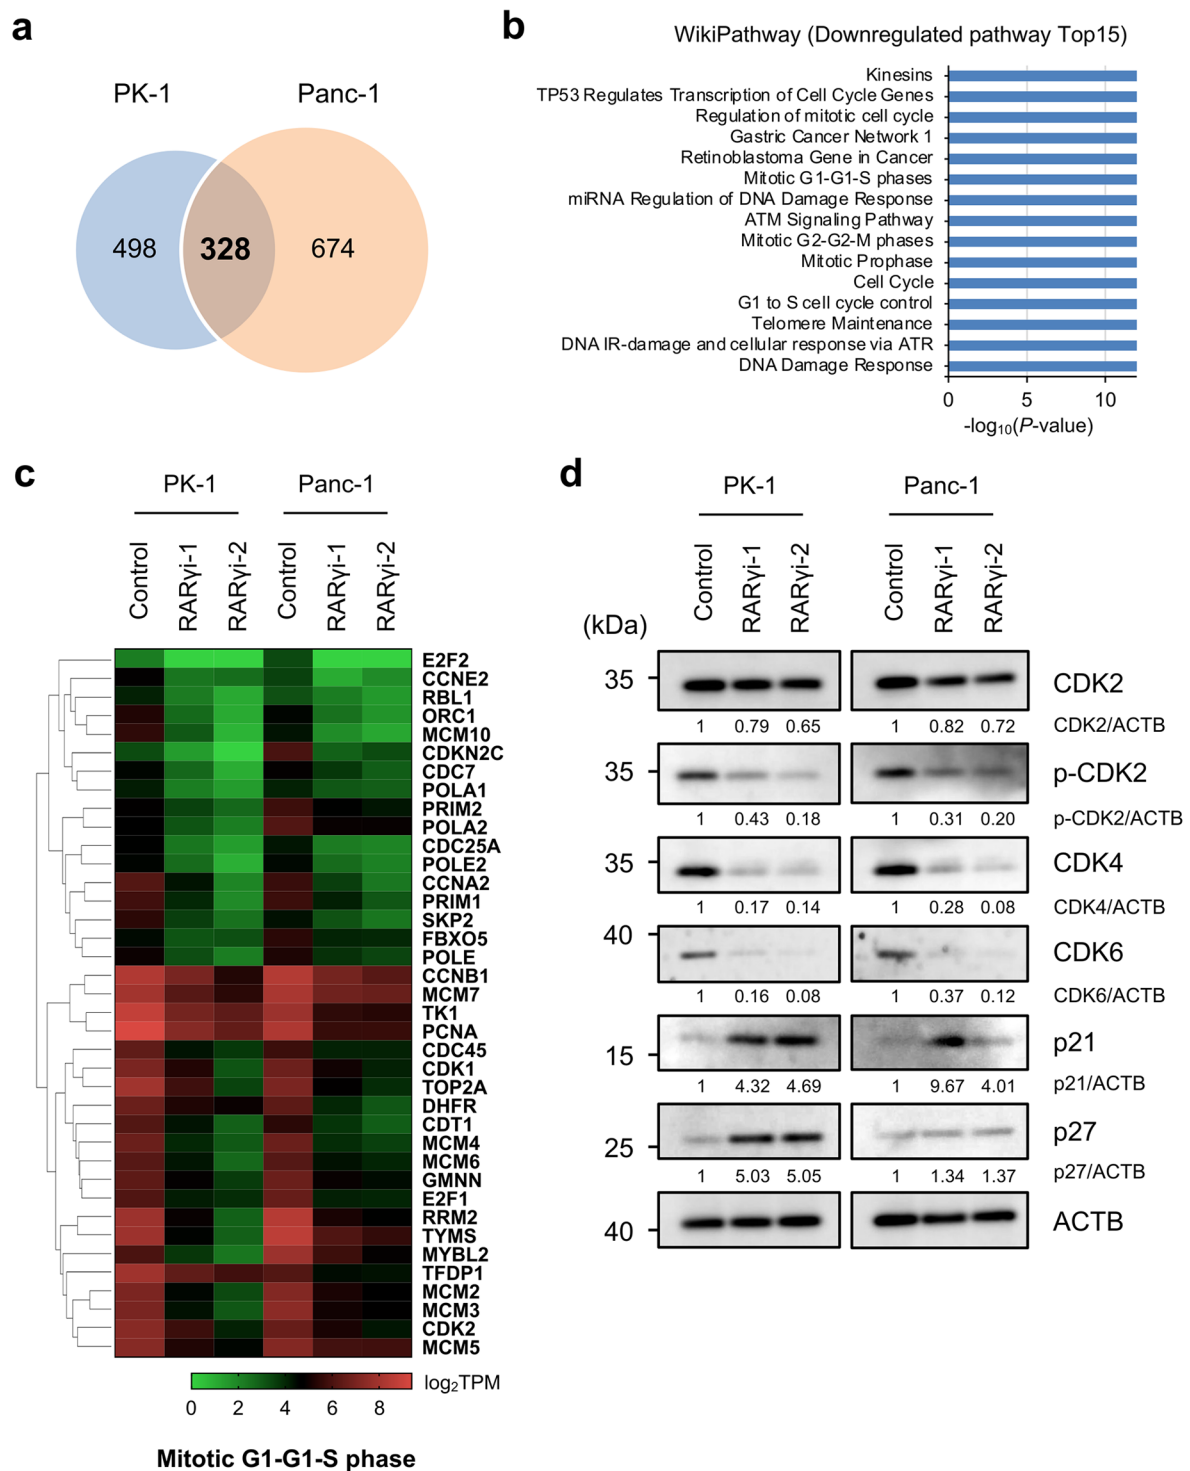 a
PK-1
Panc-1
498
328
674
b
WikiPathway (Downregulated pathway Top15)
Kinesins
TP53 Regulates Transcription of Cell Cycle Genes
Regulation of mitotic cell cycle
Gastric Cancer Network 1
Retinoblastoma Gene in Cancer
Mitotic G1-G1-S phases
miRNA Regulation of DNA Damage Response
ATM Signaling Pathway
Mitotic G2-G2-M phases
Mitotic Prophase
Cell Cycle
G1 to S cell cycle control
Telomere Maintenance
DNA IR-damage and cellular response via ATR
DNA Damage Response
0 5 10
-log₁₀(P-value)
c
PK-1 Panc-1
Control RARγi-1 RARγi-2 Control RARγi-1 RARγi-2
E2F2
CCNE2
RBL1
ORC1
MCM10
CDKN2C
CDC7
POLA1
PRIM2
POLA2
CDC25A
POLE2
CCNA2
PRIM1
SKP2
FBXO5
POLE
CCNB1
MCM7
TK1
PCNA
CDC45
CDK1
TOP2A
DHFR
CDT1
MCM4
MCM6
GMNN
E2F1
RRM2
TYMS
MYBL2
TFDP1
MCM2
MCM3
CDK2
MCM5
log₂TPM
0 2 4 6 8
Mitotic G1-G1-S phase
d
PK-1 Panc-1
Control RARγi-1 RARγi-2 Control RARγi-1 RARγi-2
(kDa)
35 CDK2
1 0.79 0.65 1 0.82 0.72 CDK2/ACTB
35 p-CDK2
1 0.43 0.18 1 0.31 0.20 p-CDK2/ACTB
35 CDK4
1 0.17 0.14 1 0.28 0.08 CDK4/ACTB
40 CDK6
1 0.16 0.08 1 0.37 0.12 CDK6/ACTB
15 p21
1 4.32 4.69 1 9.67 4.01 p21/ACTB
25 p27
1 5.03 5.05 1 1.34 1.37 p27/ACTB
40 ACTB